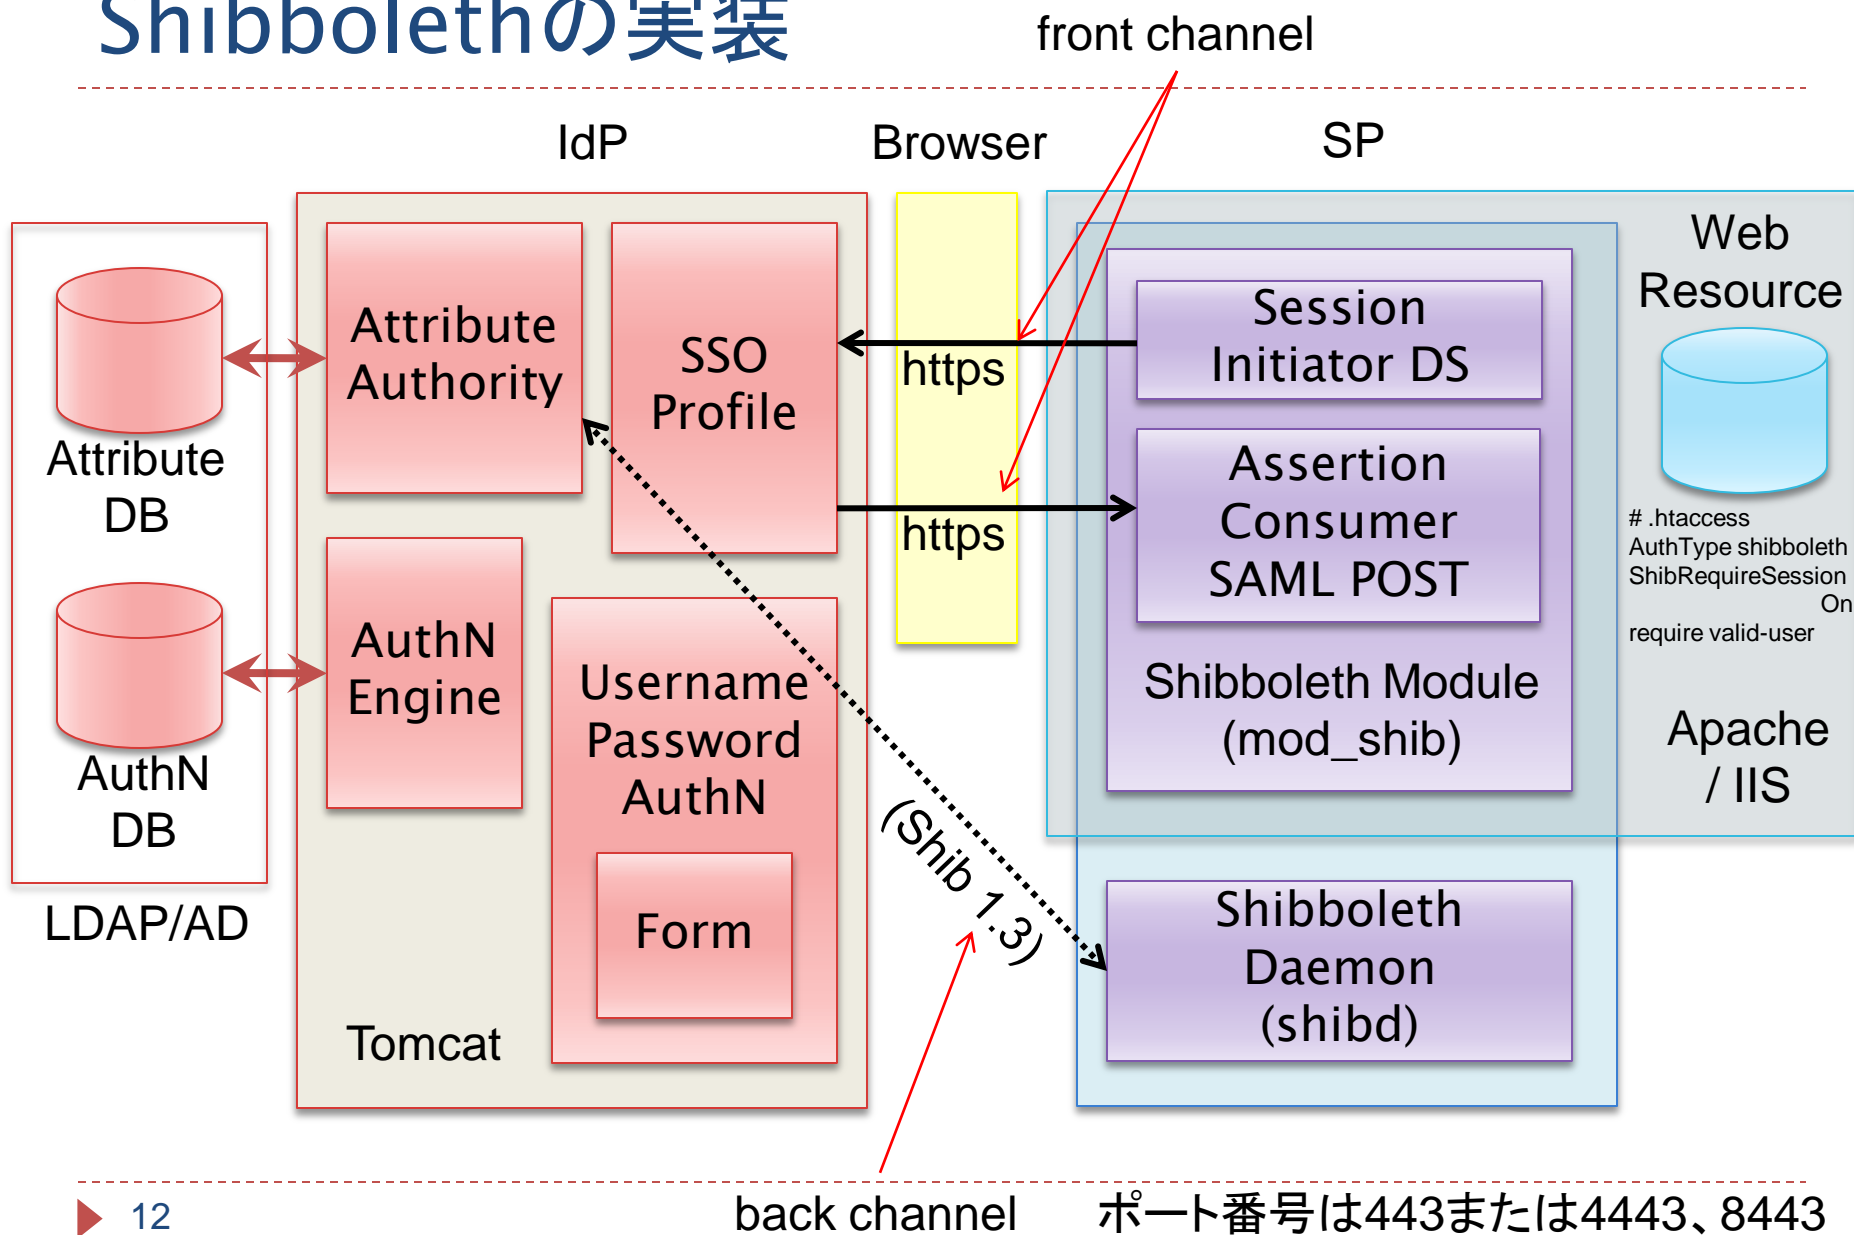 Shibbolethの実装
front channel
IdP
Browser
SP
Attribute
DB
AuthN
DB
LDAP/AD
Attribute
Authority
SSO
Profile
AuthN
Engine
Username
Password
AuthN
Form
Tomcat
https
https
(Shib 1.3)
Session
Initiator DS
Assertion
Consumer
SAML POST
Shibboleth Module
(mod_shib)
Shibboleth
Daemon
(shibd)
Web
Resource
# .htaccess
AuthType shibboleth
ShibRequireSession
On
require valid-user
Apache
/ IIS
12
back channel
ポート番号は443または4443、8443